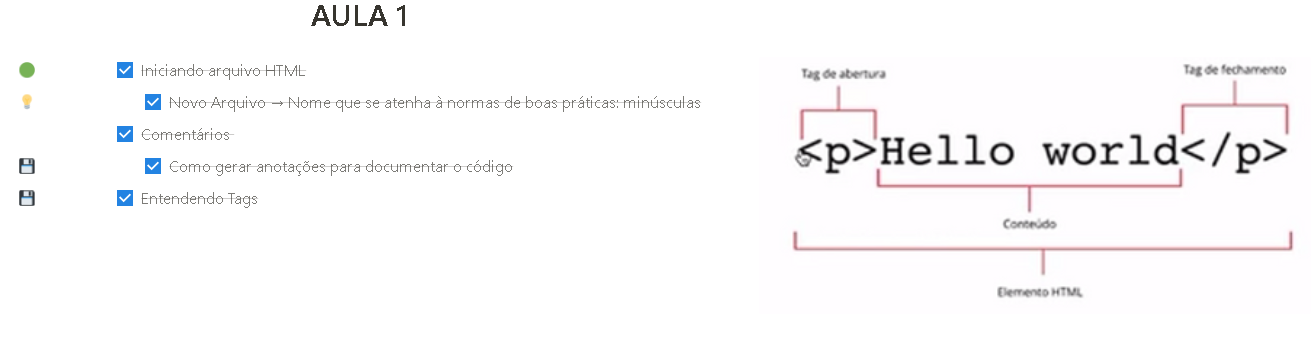 AULA 1
Iniciando arquivo HTML
Novo Arquivo → Nome que se atenha à normas de boas práticas: minúsculas
Comentários
Como gerar anotações para documentar o código
Entendendo Tags
Tag de abertura
Tag de fechamento
<p>Hello world</p>
Conteúdo
Elemento HTML